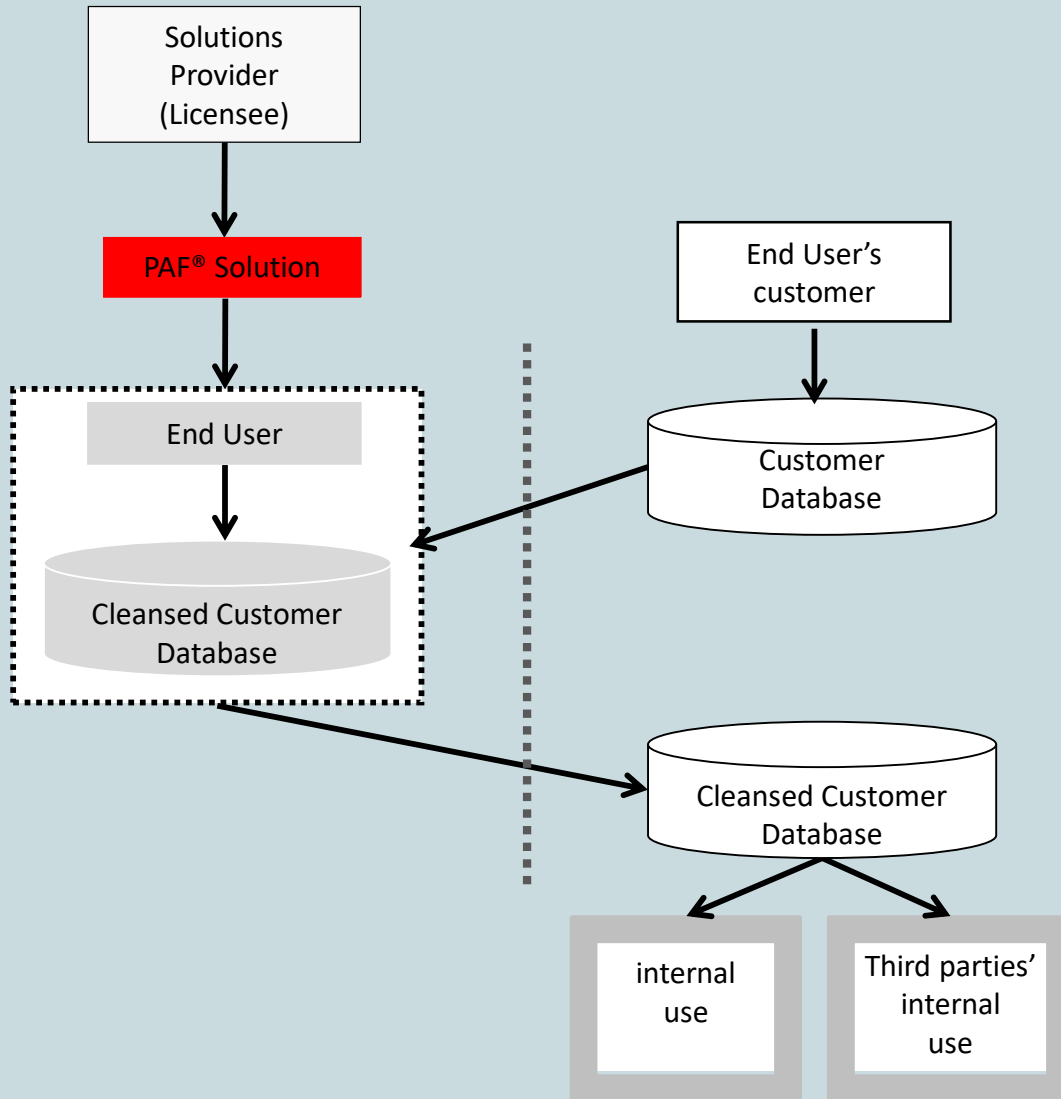 Solutions
Provider
(Licensee)
PAF® Solution
End User’s
customer
End User
Customer
Database
Cleansed Customer
Database
Cleansed Customer
Database
internal
use
Third parties’
internal
use